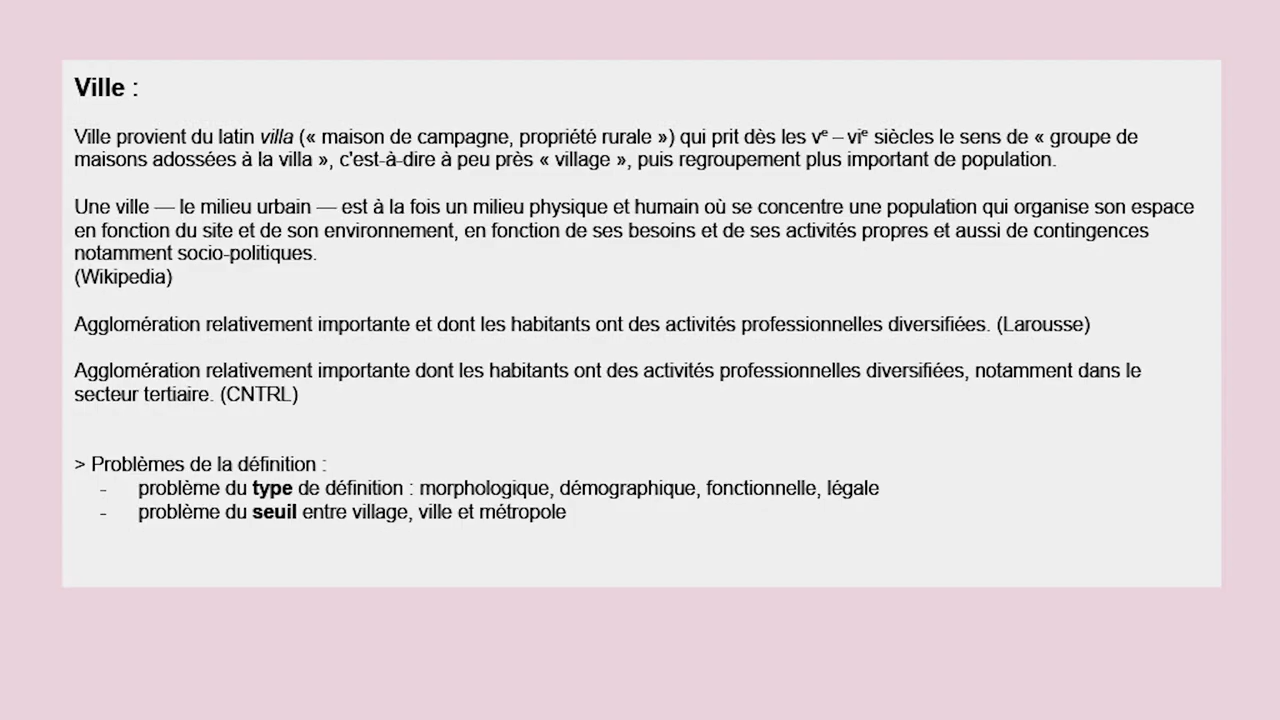 Ville :
Ville provient du latin villa (« maison de campagne, propriété rurale ») qui prit dès les vᵉ – viᵉ siècles le sens de « groupe de
maisons adossées à la villa », c'est-à-dire à peu près « village », puis regroupement plus important de population.
Une ville — le milieu urbain — est à la fois un milieu physique et humain où se concentre une population qui organise son espace
en fonction du site et de son environnement, en fonction de ses besoins et de ses activités propres et aussi de contingences
notamment socio-politiques.
(Wikipedia)
Agglomération relativement importante et dont les habitants ont des activités professionnelles diversifiées. (Larousse)
Agglomération relativement importante dont les habitants ont des activités professionnelles diversifiées, notamment dans le
secteur tertiaire. (CNTRL)
> Problèmes de la définition :
- problème du type de définition : morphologique, démographique, fonctionnelle, légale
- problème du seuil entre village, ville et métropole